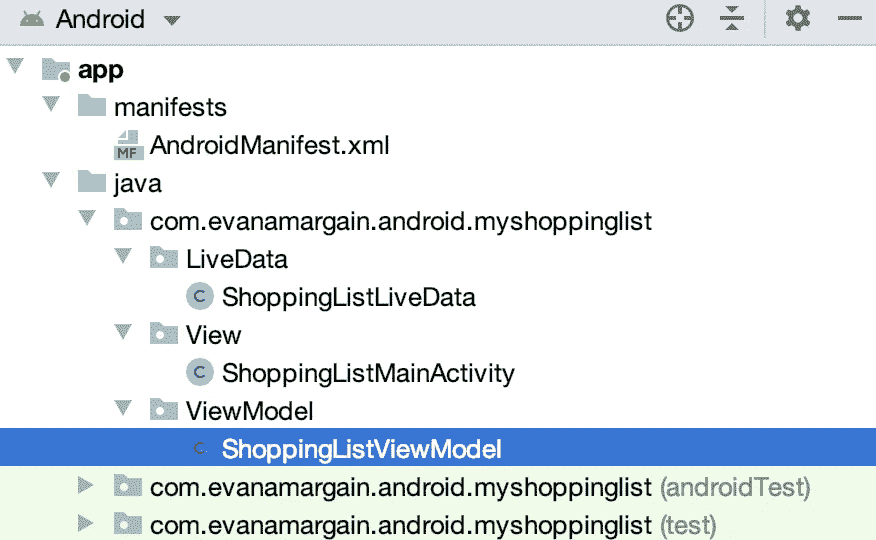 Android
app
manifests
MF AndroidManifest.xml
java
com.evanamargain.android.myshoppinglist
LiveData
C ShoppingListLiveData
View
C ShoppingListMainActivity
ViewModel
C ShoppingListViewModel
com.evanamargain.android.myshoppinglist (androidTest)
com.evanamargain.android.myshoppinglist (test)